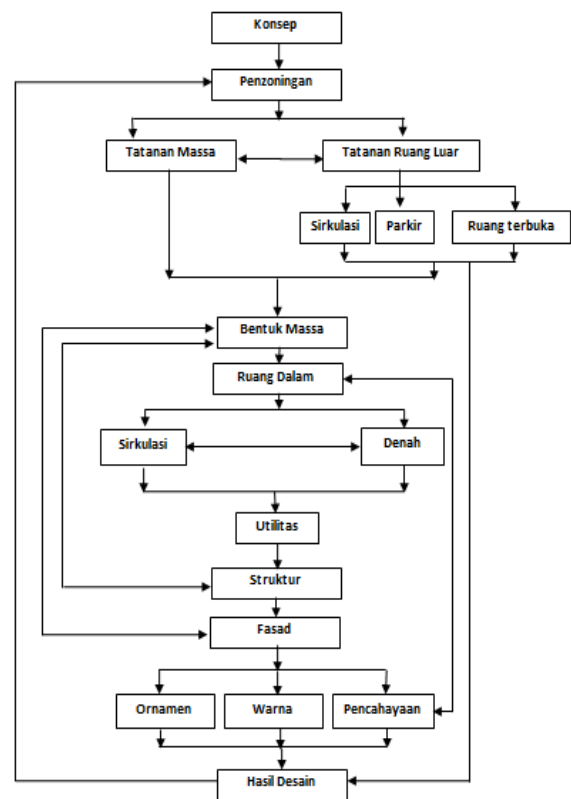 Konsep
Penzoningan
Tatanan Massa
Tatanan Ruang Luar
Sirkulasi
Parkir
Ruang terbuka
Bentuk Massa
Ruang Dalam
Sirkulasi
Denah
Utilitas
Struktur
Fasad
Ornamen
Warna
Pencahayaan
Hasil Desain